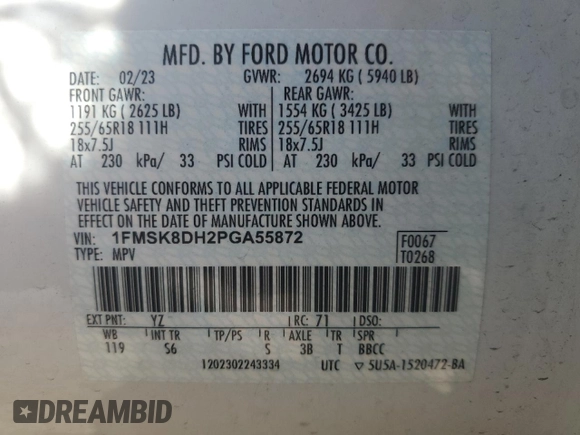 MFD. BY FORD MOTOR CO.
DATE: 02/23 GVWR: 2694 KG ( 5940 LB)
FRONT GAWR: REAR GAWR:
1191 KG ( 2625 LB) WITH 1554 KG ( 3425 LB) WITH
255/65R18 111H TIRES 255/65R18 111H TIRES
18x7.5J RIMS 18x7.5J RIMS
AT 230 kPa/ 33 PSI COLD AT 230 kPa/ 33 PSI COLD
THIS VEHICLE CONFORMS TO ALL APPLICABLE FEDERAL MOTOR
VEHICLE SAFETY AND THEFT PREVENTION STANDARDS IN
EFFECT ON THE DATE OF MANUFACTURE SHOWN ABOVE.
VIN: 1FMSK8DH2PGA55872 F0067
TYPE: MPV T0268
EXT PNT: YZ RC: 71 DSO:
WB INT TR TP/PS R AXLE TR SPR
119 S6 S 3B T BBCC
1202302243334 UTC ▽ 5U5A-1520472-BA
DREAMBID